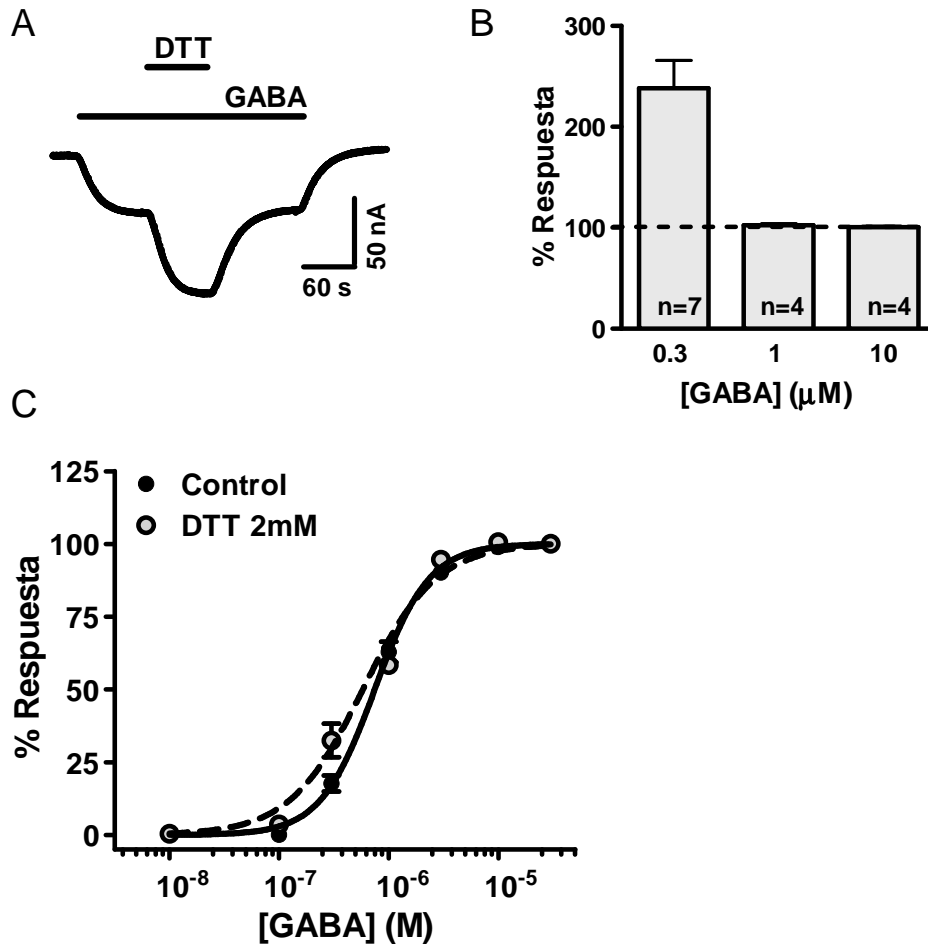 A
DTT
GABA
50 nA
60 s
B
300
200
100
0
% Respuesta
n=7
n=4
n=4
0.3
1
10
[GABA] (μM)
C
125
100
75
50
25
0
% Respuesta
Control
DTT 2mM
10-8
10-7
10-6
10-5
[GABA] (M)